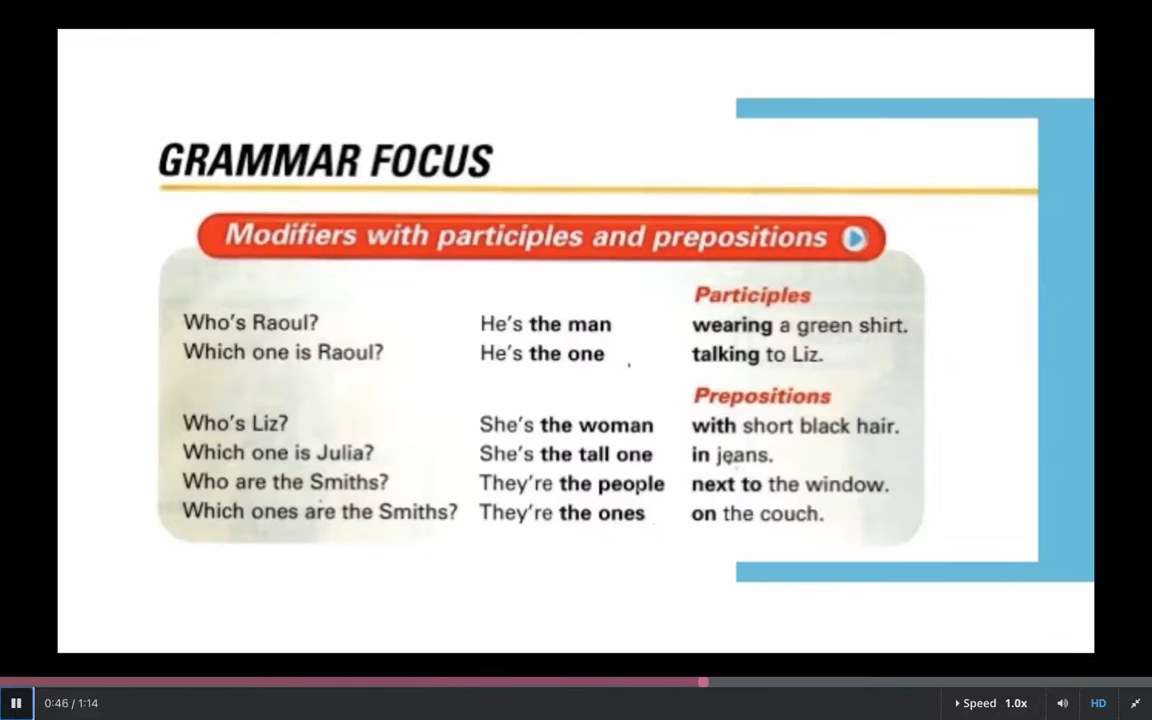 GRAMMAR FOCUS
Modifiers with participles and prepositions
Participles
Who's Raoul? He's the man wearing a green shirt.
Which one is Raoul? He's the one talking to Liz.
Prepositions
Who's Liz? She's the woman with short black hair.
Which one is Julia? She's the tall one in jeans.
Who are the Smiths? They're the people next to the window.
Which ones are the Smiths? They're the ones on the couch.
0:46 / 1:14 Speed 1.0x HD